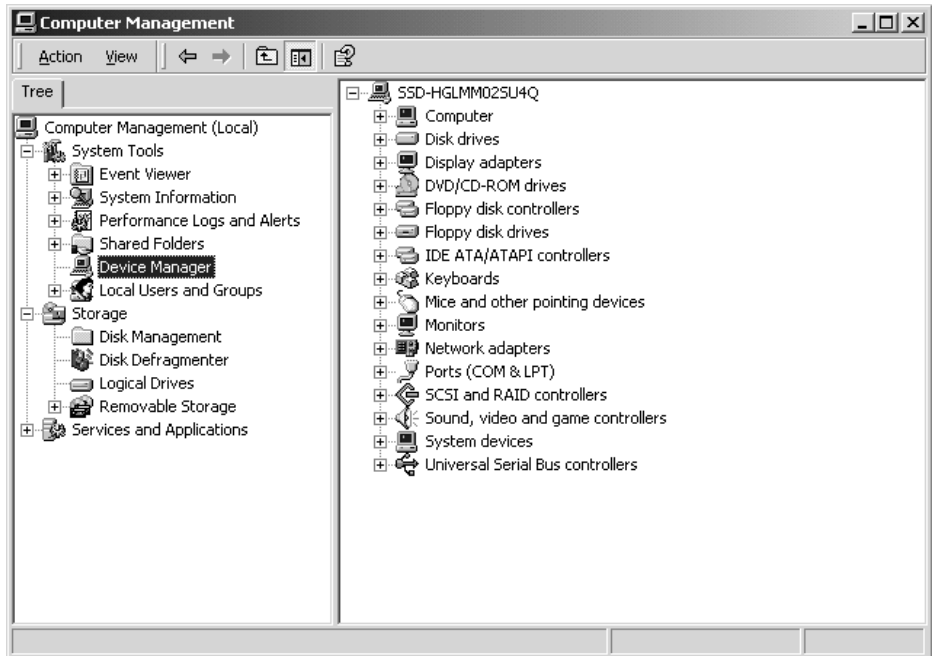 Computer Management
Action View
Tree
Computer Management (Local)
System Tools
Event Viewer
System Information
Performance Logs and Alerts
Shared Folders
Device Manager
Local Users and Groups
Storage
Disk Management
Disk Defragmenter
Logical Drives
Removable Storage
Services and Applications
SSD-HGLMM02SU4Q
Computer
Disk drives
Display adapters
DVD/CD-ROM drives
Floppy disk controllers
Floppy disk drives
IDE ATA/ATAPI controllers
Keyboards
Mice and other pointing devices
Monitors
Network adapters
Ports (COM & LPT)
SCSI and RAID controllers
Sound, video and game controllers
System devices
Universal Serial Bus controllers